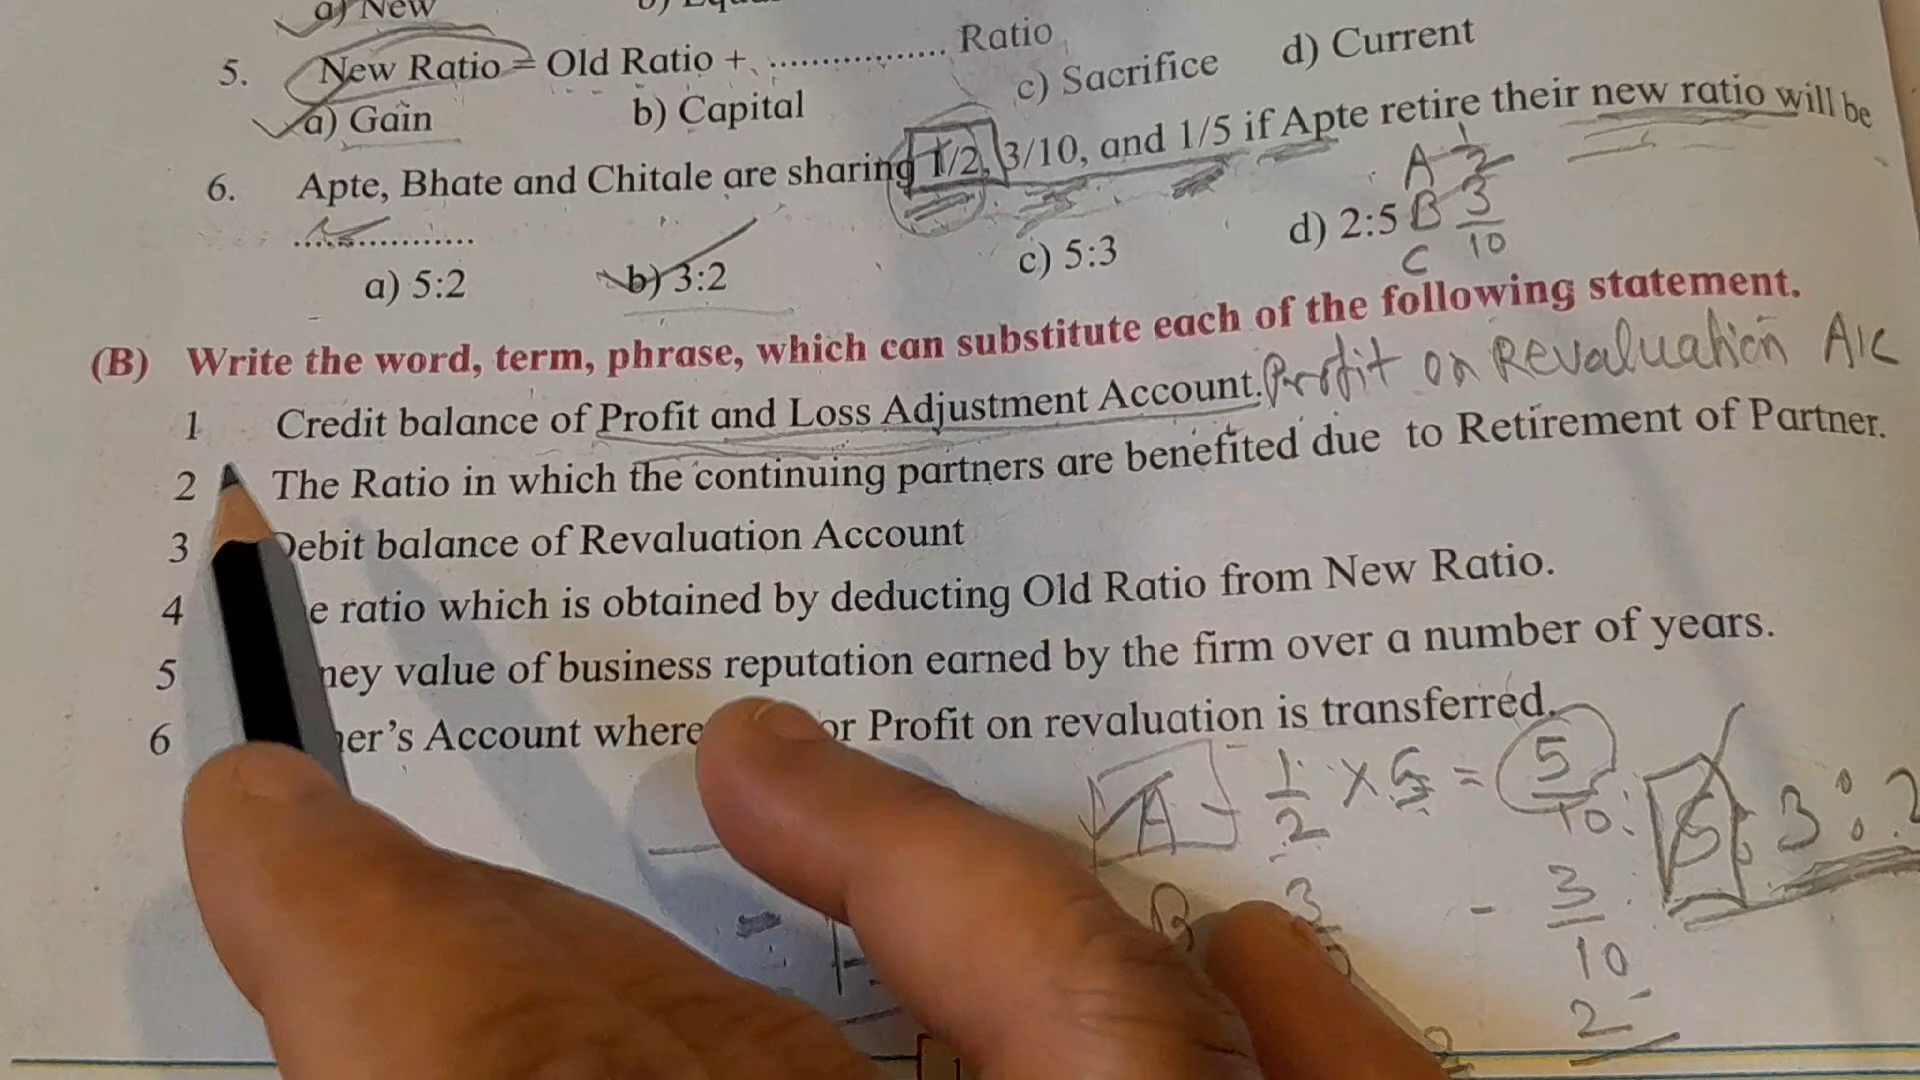 a) New
5. New Ratio = Old Ratio + ................ Ratio
a) Gain b) Capital c) Sacrifice d) Current
6. Apte, Bhate and Chitale are sharing 1/2, 3/10, and 1/5 if Apte retire their new ratio will be
................
a) 5:2 b) 3:2 c) 5:3 d) 2:5
A 1/2
B 3/10
C
(B) Write the word, term, phrase, which can substitute each of the following statement.
1 Credit balance of Profit and Loss Adjustment Account. Profit on Revaluation A/C
2 The Ratio in which the continuing partners are benefited due to Retirement of Partner.
3 Debit balance of Revaluation Account
4 ratio which is obtained by deducting Old Ratio from New Ratio.
5 value of business reputation earned by the firm over a number of years.
6 Account where or Profit on revaluation is transferred.
A - 1/2 × 5 = 5/10 : 5 : 3 : 2
B 3 - 3/10
2